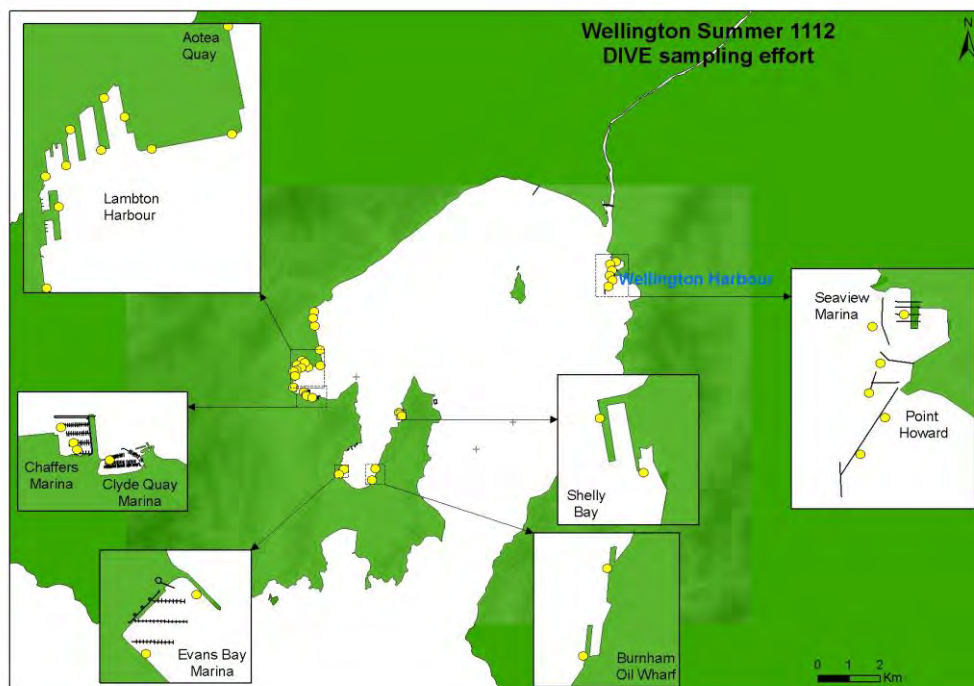 Wellington Summer 1112
DIVE sampling effort
N
Aotea
Quay
Lambton
Harbour
Wellington Harbour
Seaview
Marina
Point
Howard
Chaffers
Marina
Clyde Quay
Marina
Shelly
Bay
Evans Bay
Marina
Burnham
Oil Wharf
0 1 2
Km